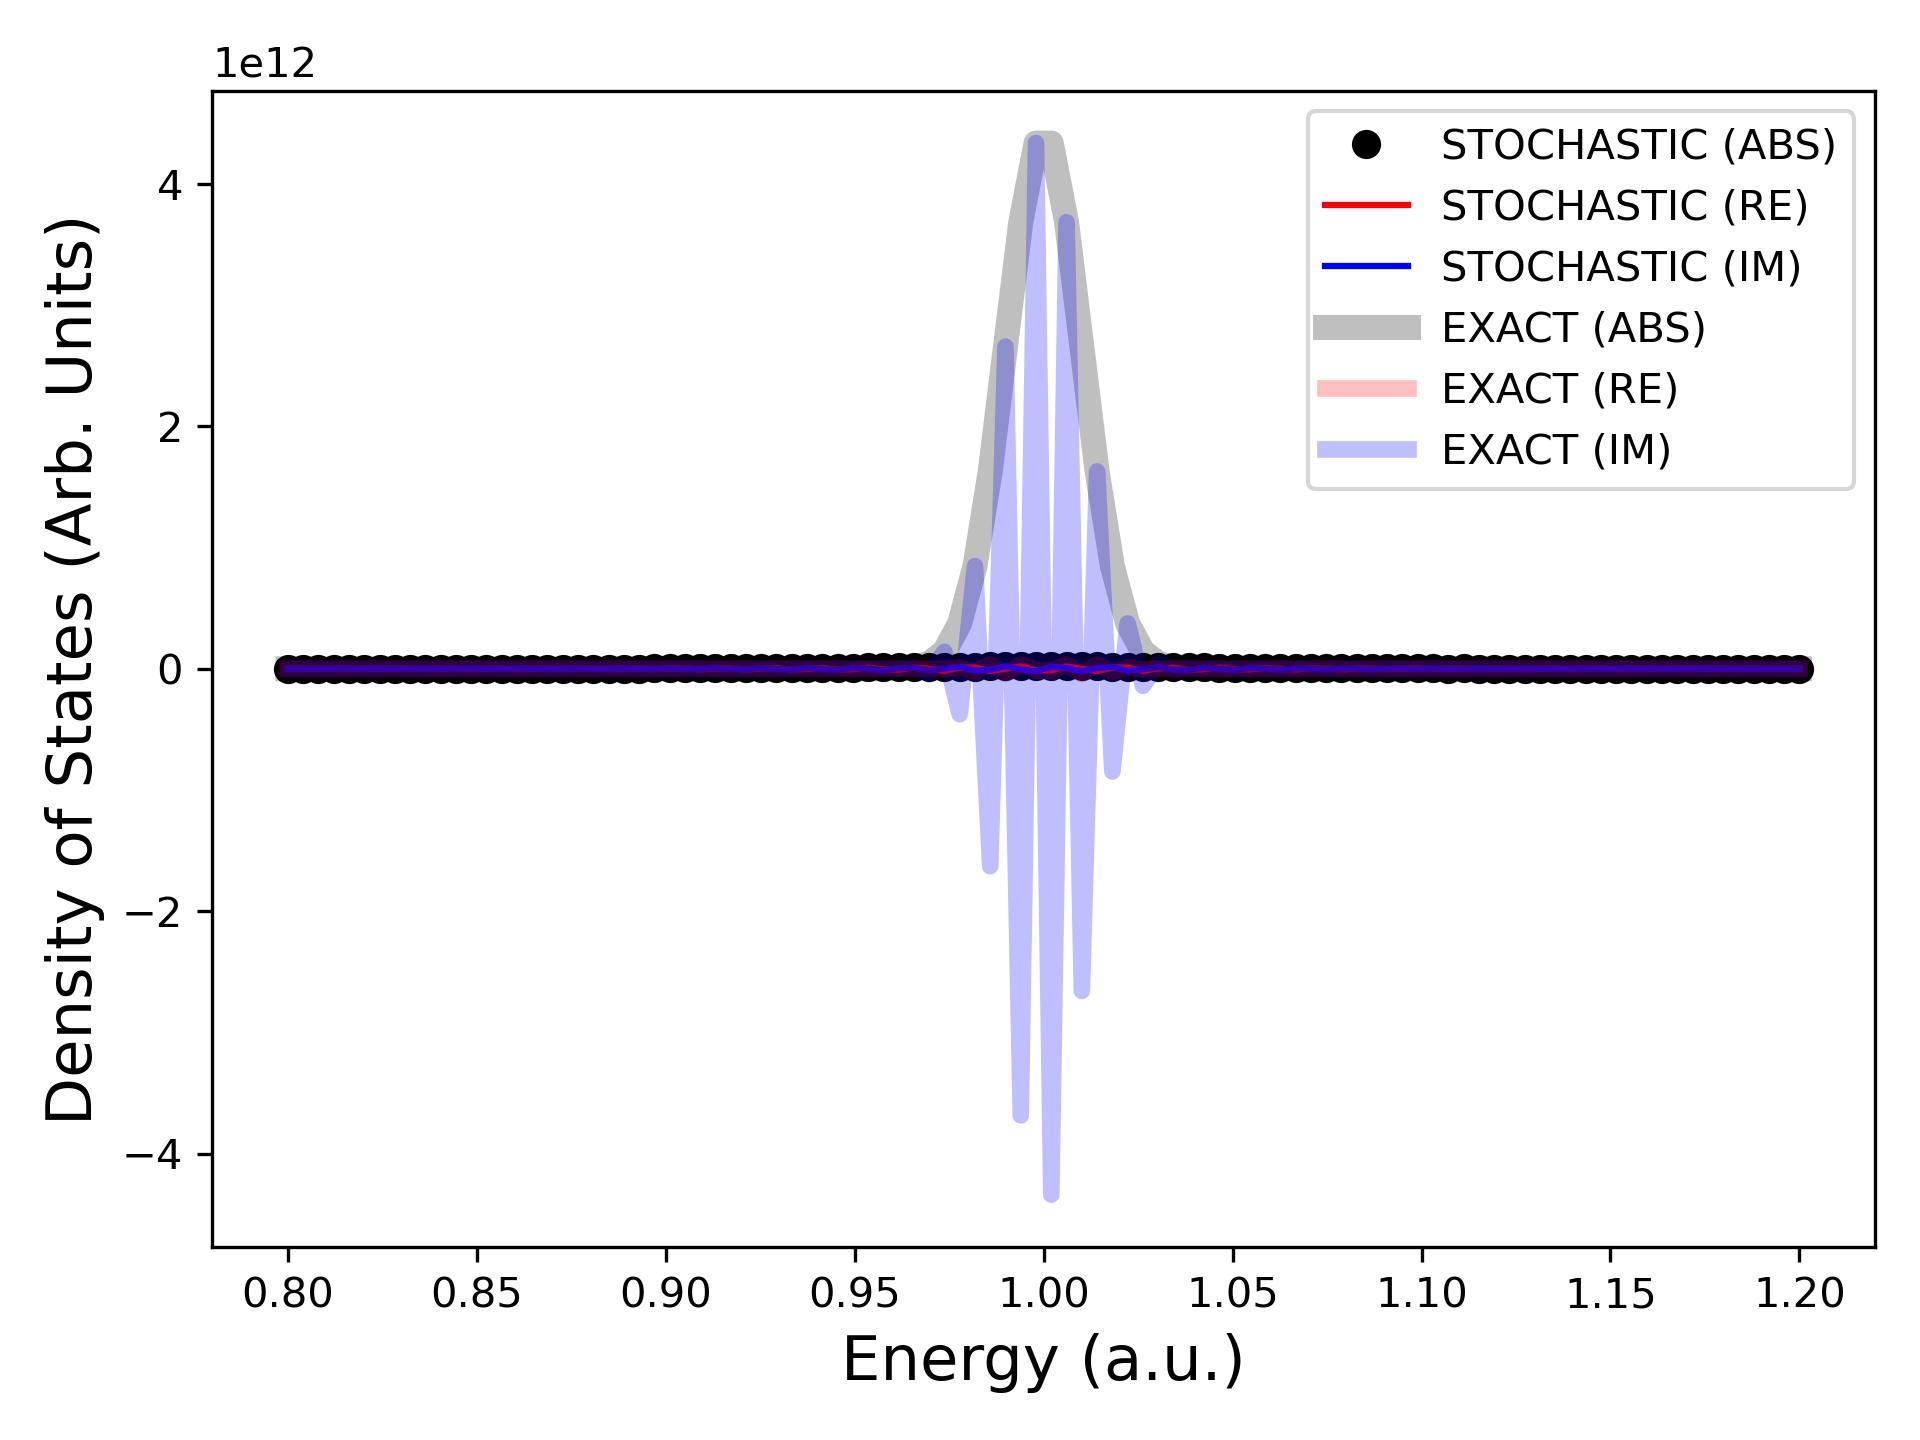 1e12
4
2
0
−2
−4
Density of States (Arb. Units)
STOCHASTIC (ABS)
STOCHASTIC (RE)
STOCHASTIC (IM)
EXACT (ABS)
EXACT (RE)
EXACT (IM)
0.80 0.85 0.90 0.95 1.00 1.05 1.10 1.15 1.20
Energy (a.u.)